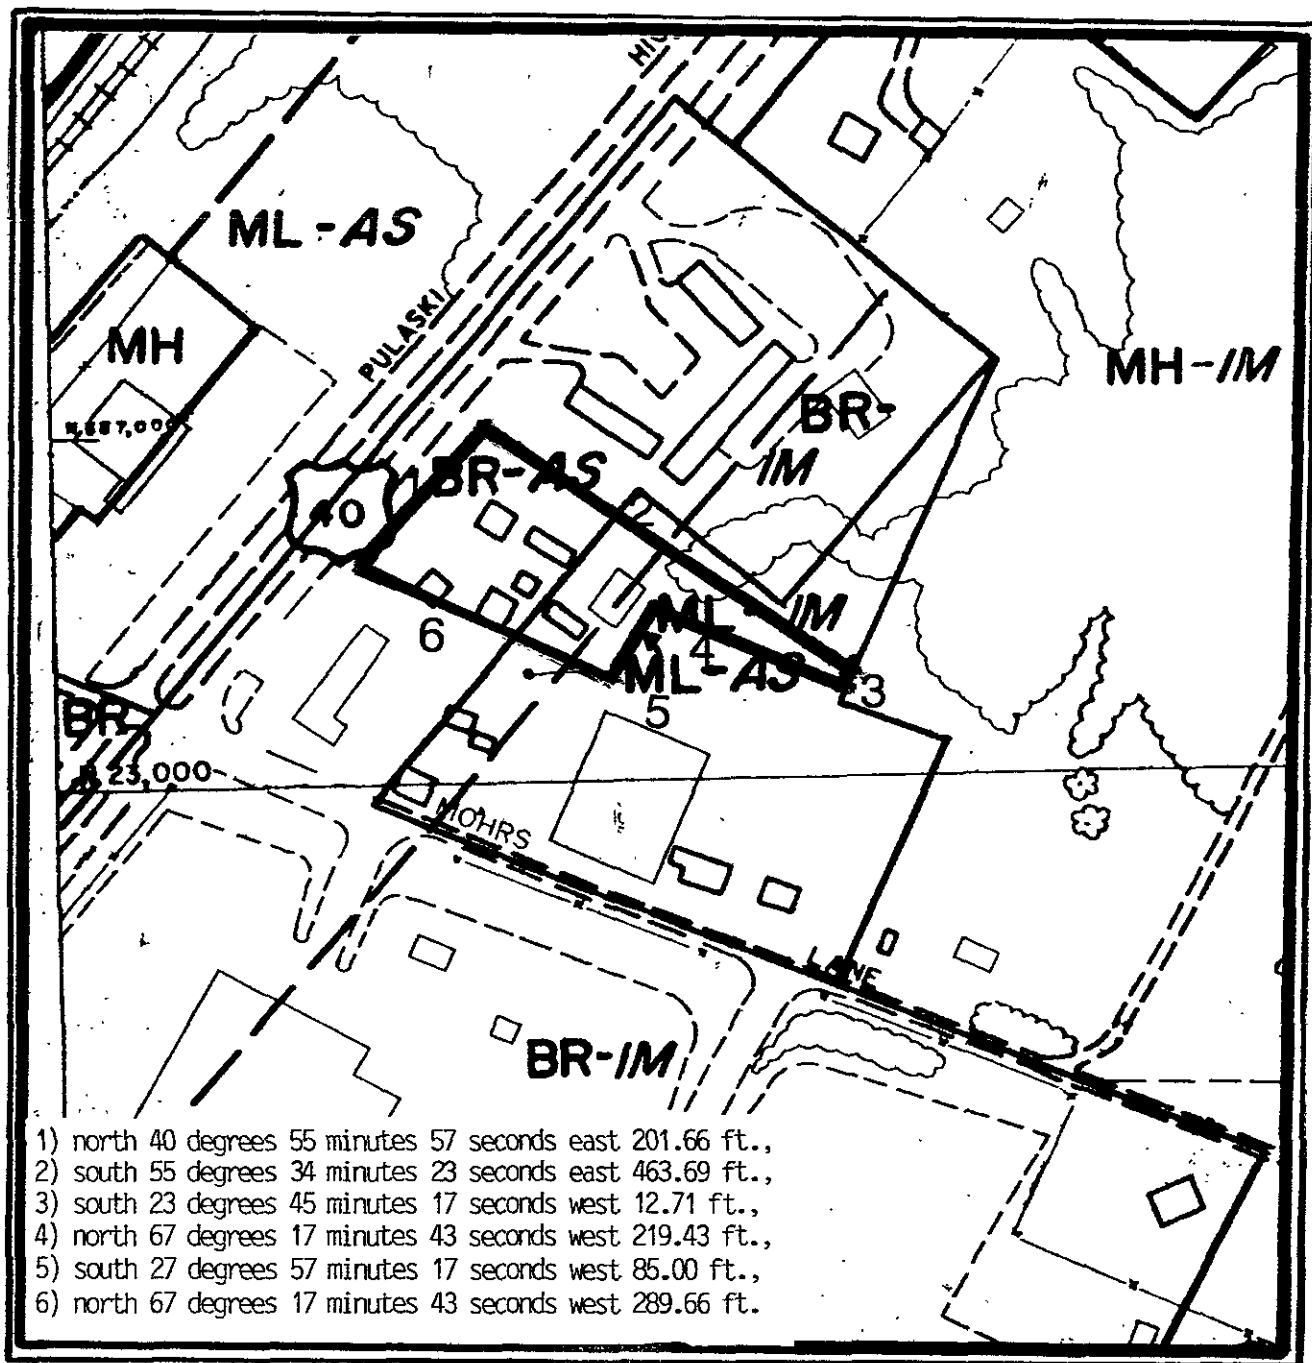 ML-AS
MH
PULASKI
MH-IM
BR-
IM
BR-AS
1
2
40
6
ML - IM
4
ML-AS
3
5
BR-
23,000
MOHRS
LANE
BR-IM
1) north 40 degrees 55 minutes 57 seconds east 201.66 ft.,
2) south 55 degrees 34 minutes 23 seconds east 463.69 ft.,
3) south 23 degrees 45 minutes 17 seconds west 12.71 ft.,
4) north 67 degrees 17 minutes 43 seconds west 219.43 ft.,
5) south 27 degrees 57 minutes 17 seconds west 85.00 ft.,
6) north 67 degrees 17 minutes 43 seconds west 289.66 ft.